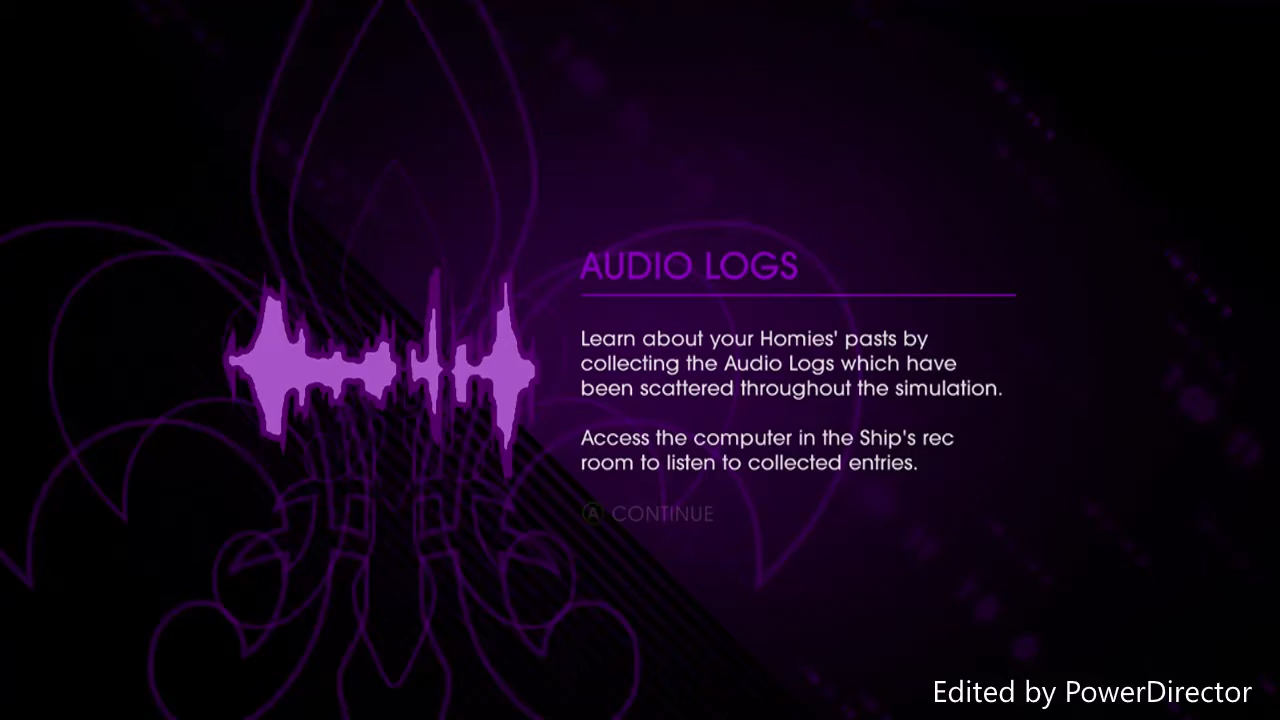 AUDIO LOGS
Learn about your Homies' pasts by
collecting the Audio Logs which have
been scattered throughout the simulation.
Access the computer in the Ship's rec
room to listen to collected entries.
A CONTINUE
Edited by PowerDirector